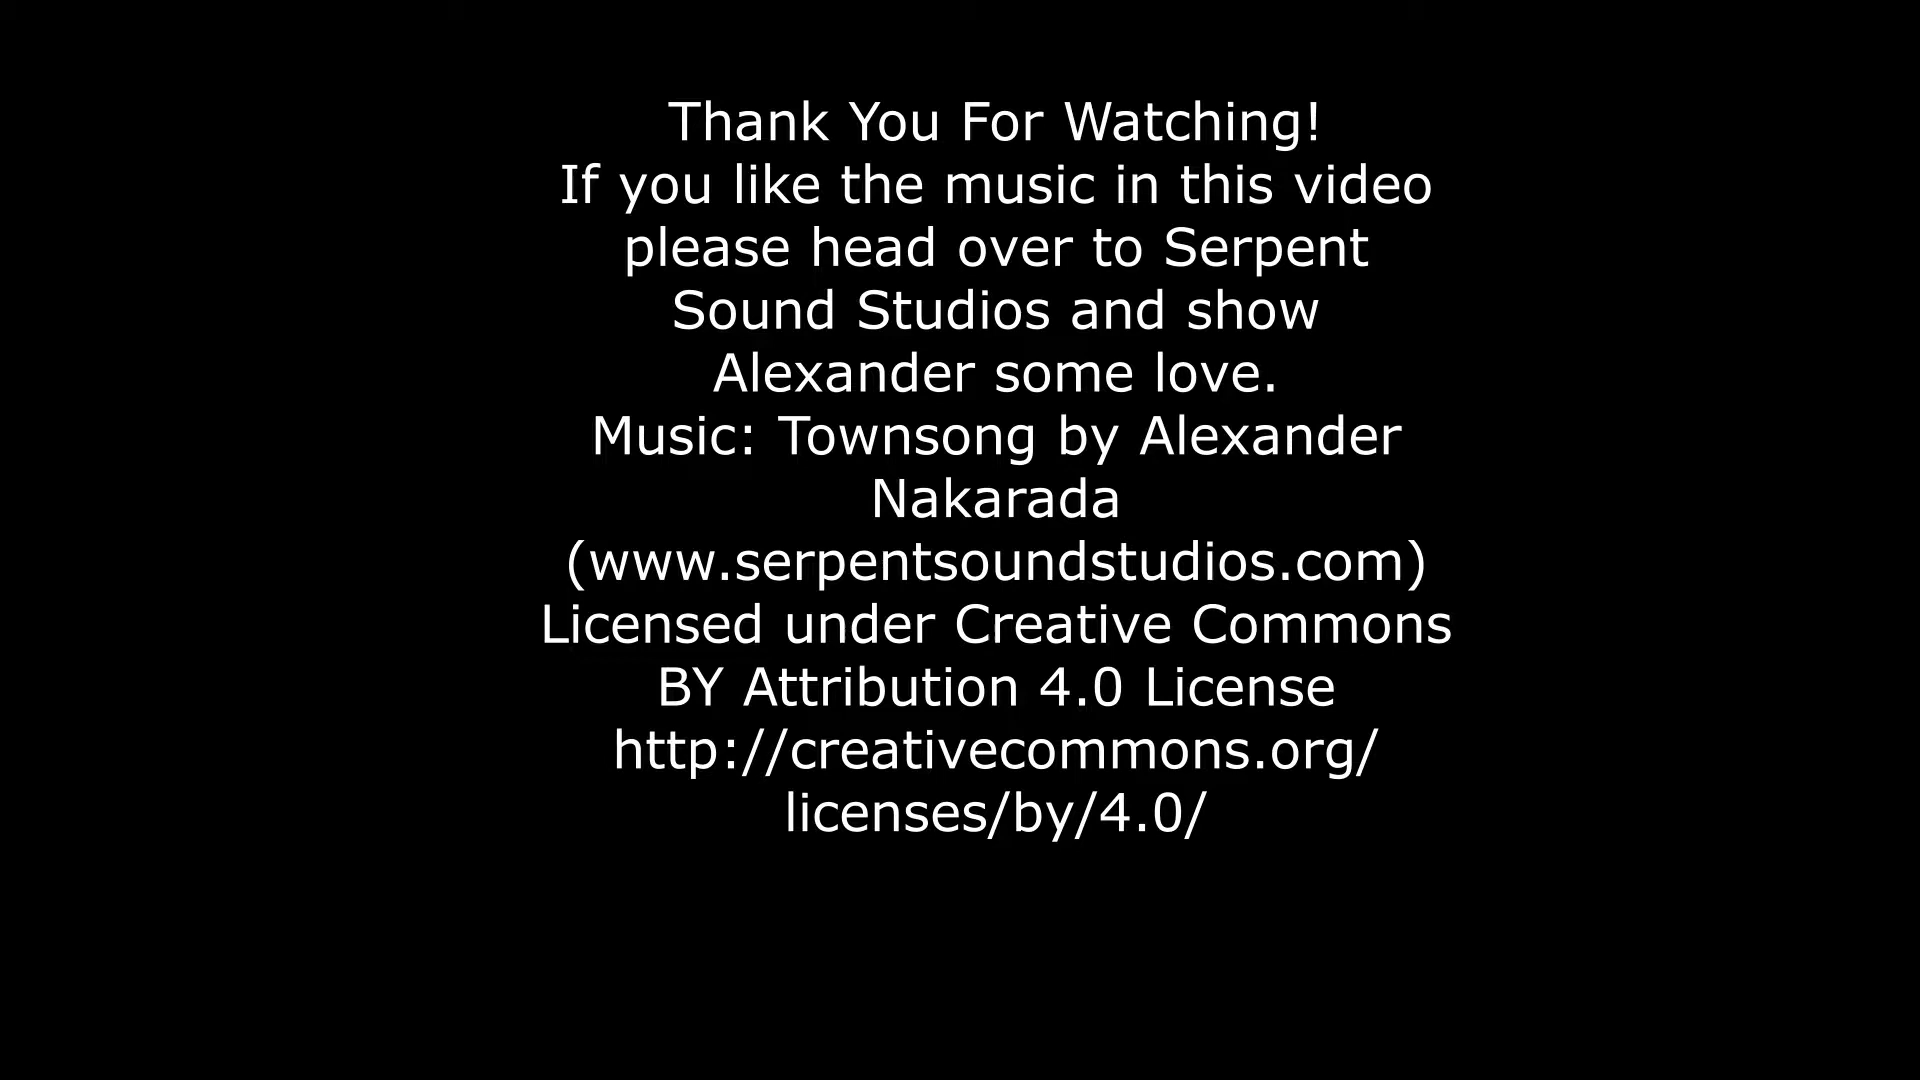 Thank You For Watching!
If you like the music in this video
please head over to Serpent
Sound Studios and show
Alexander some love.
Music: Townsong by Alexander
Nakarada
(www.serpentsoundstudios.com)
Licensed under Creative Commons
BY Attribution 4.0 License
http://creativecommons.org/
licenses/by/4.0/